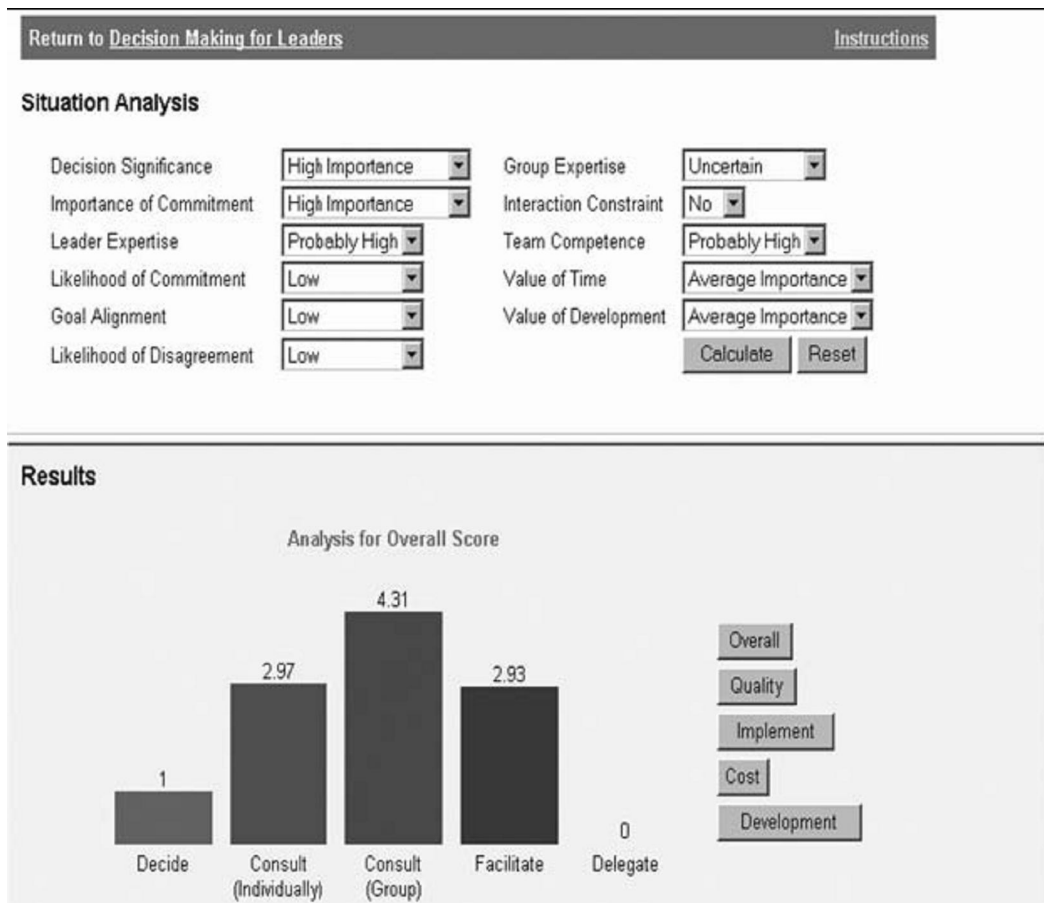 Return to Decision Making for Leaders Instructions
Situation Analysis
Decision Significance High Importance Group Expertise Uncertain
Importance of Commitment High Importance Interaction Constraint No
Leader Expertise Probably High Team Competence Probably High
Likelihood of Commitment Low Value of Time Average Importance
Goal Alignment Low Value of Development Average Importance
Likelihood of Disagreement Low Calculate Reset
Results
Analysis for Overall Score
4.31
2.97
2.93
1
0
Decide Consult (Individually) Consult (Group) Facilitate Delegate
Overall
Quality
Implement
Cost
Development